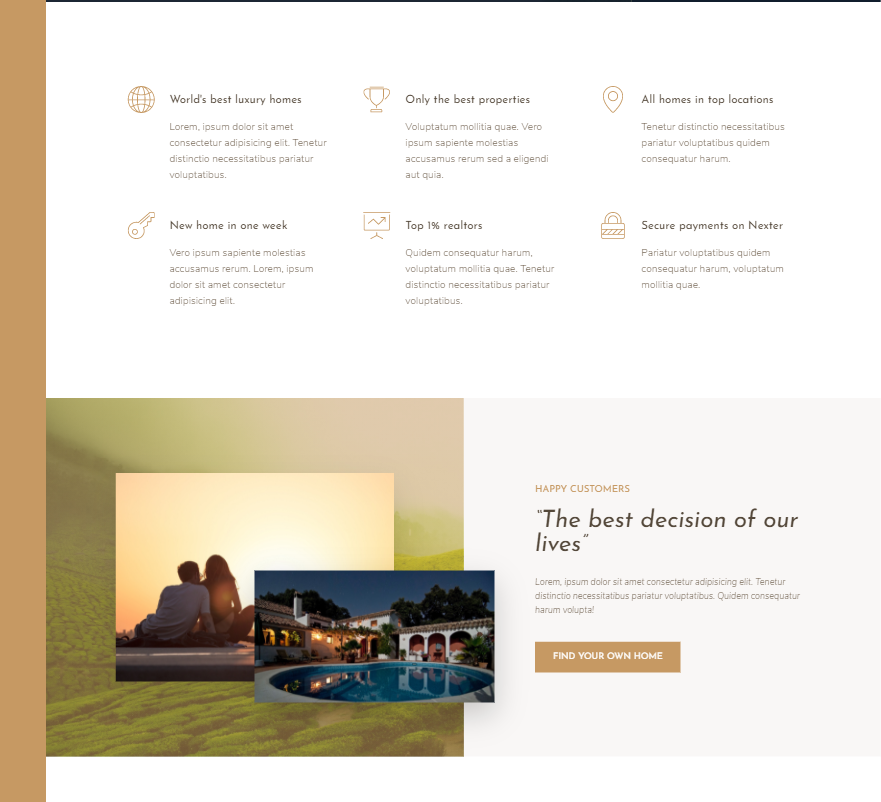 World's best luxury homes
Lorem, ipsum dolor sit amet
consectetur adipisicing elit. Tenetur
distinctio necessitatibus pariatur
voluptatibus.
Only the best properties
Voluptatum mollitia quae. Vero
ipsum sapiente molestias
accusamus rerum sed a eligendi
aut quia.
All homes in top locations
Tenetur distinctio necessitatibus
pariatur voluptatibus quidem
consequatur harum.
New home in one week
Vero ipsum sapiente molestias
accusamus rerum. Lorem, ipsum
dolor sit amet consectetur
adipisicing elit.
Top 1% realtors
Quidem consequatur harum,
voluptatum mollitia quae. Tenetur
distinctio necessitatibus pariatur
voluptatibus.
Secure payments on Nexter
Pariatur voluptatibus quidem
consequatur harum, voluptatum
mollitia quae.
HAPPY CUSTOMERS
“The best decision of our
lives”
Lorem, ipsum dolor sit amet consectetur adipisicing elit. Tenetur
distinctio necessitatibus pariatur voluptatibus. Quidem consequatur
harum volupta!
FIND YOUR OWN HOME